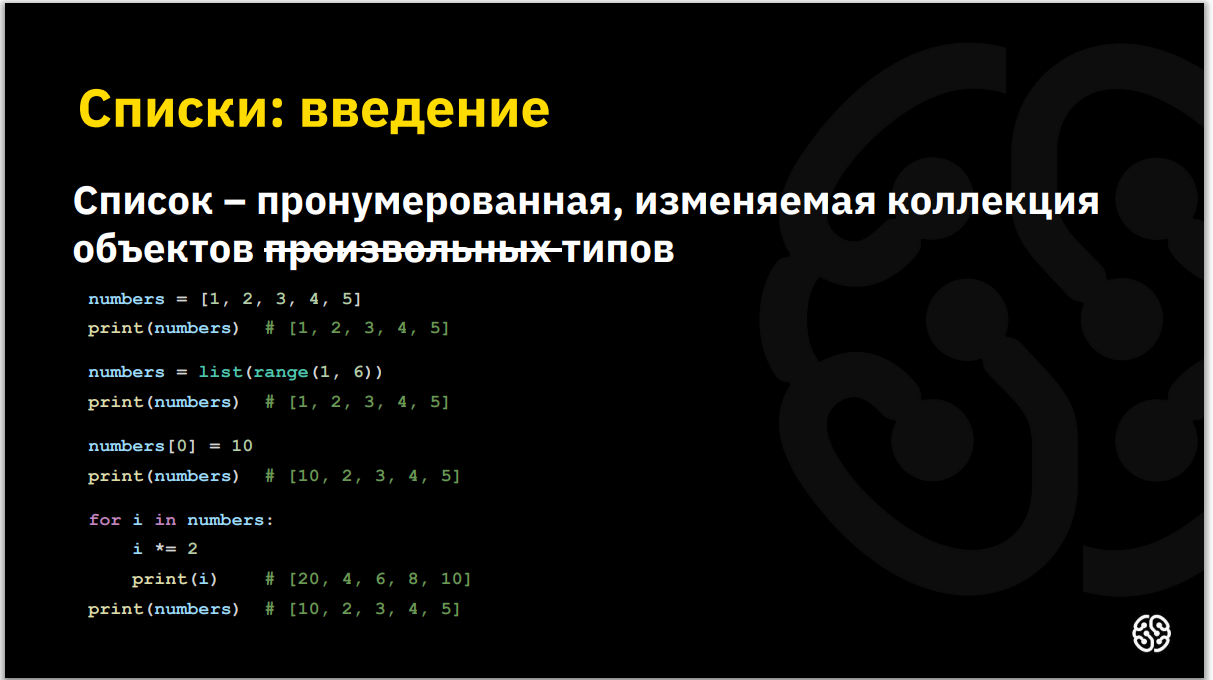 Списки: введение
Список – пронумерованная, изменяемая коллекция
объектов произвольных типов
numbers = [1, 2, 3, 4, 5]
print(numbers)  # [1, 2, 3, 4, 5]
numbers = list(range(1, 6))
print(numbers)  # [1, 2, 3, 4, 5]
numbers[0] = 10
print(numbers)  # [10, 2, 3, 4, 5]
for i in numbers:
    i *= 2
    print(i)    # [20, 4, 6, 8, 10]
print(numbers)  # [10, 2, 3, 4, 5]